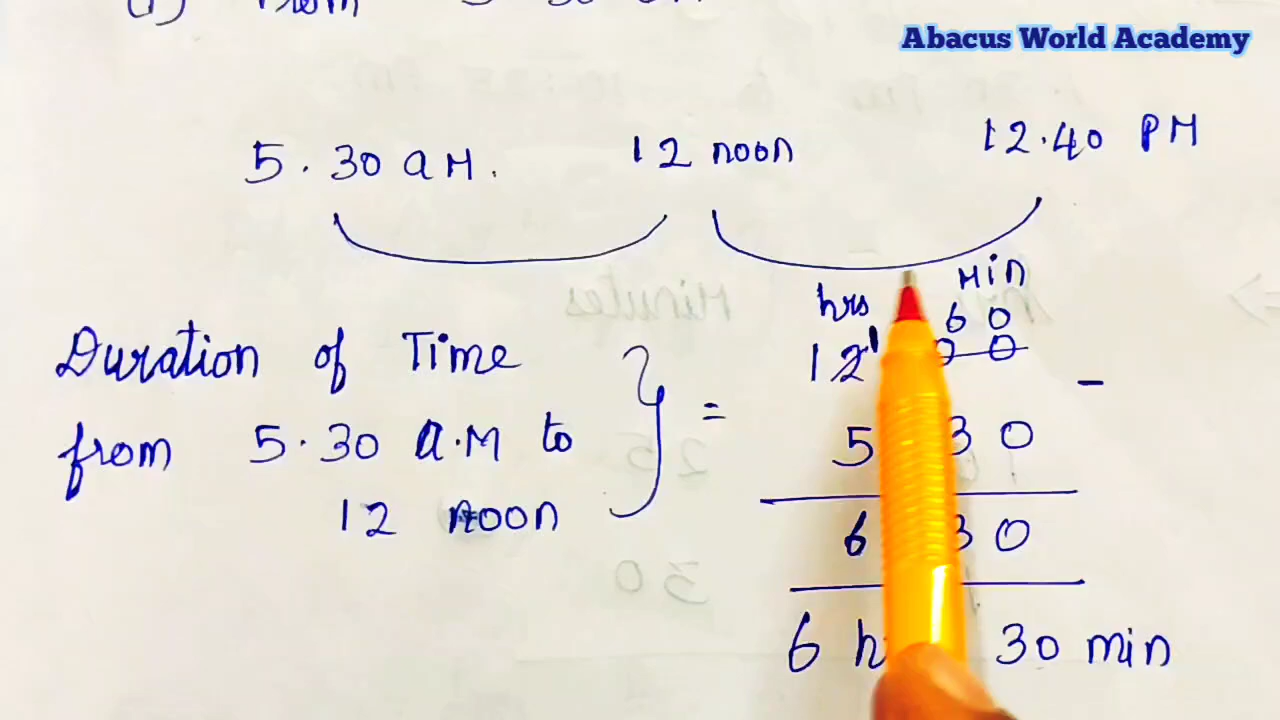 Abacus World Academy
5.30 a M. 12 noon 12.40 PM
hrs Min
60
Duration of Time 12 00 -
from 5.30 a.M to = 5 30
12 noon
6 30
6 30 min